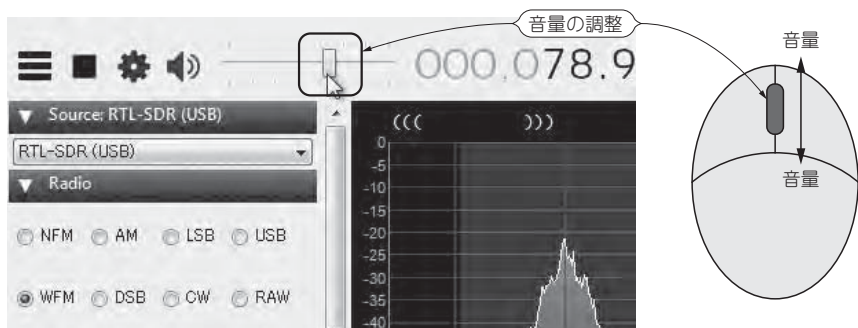 音量の調整
000.078.9
音量
音量
Source: RTL-SDR (USB)
RTL-SDR (USB)
Radio
NFM AM LSB USB
WFM DSB CW RAW
((( )))
0
-5
-10
-15
-20
-25
-30
-35
-40